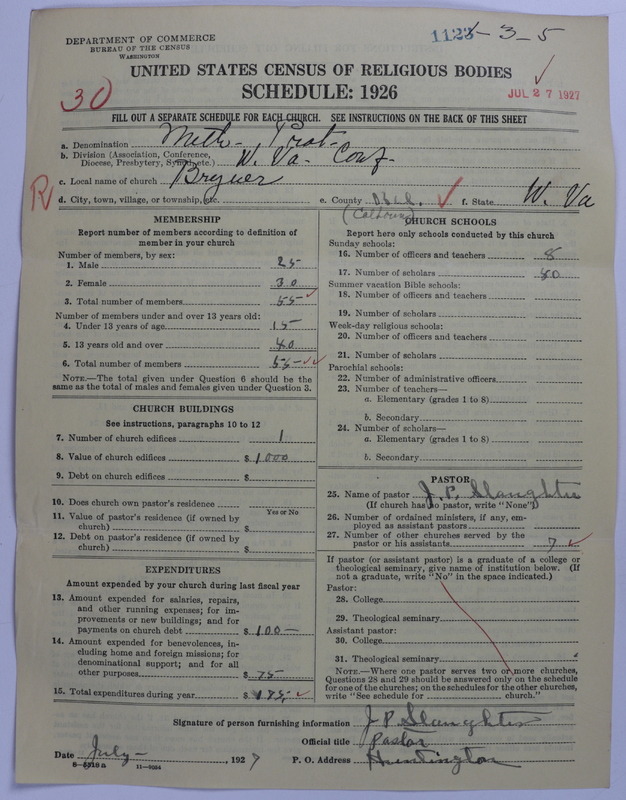 DEPARTMENT OF COMMERCE
BUREAU OF THE CENSUS
WASHINGTON
1123-3-5
UNITED STATES CENSUS OF RELIGIOUS BODIES
SCHEDULE: 1926
30
JUL 27 1927
FILL OUT A SEPARATE SCHEDULE FOR EACH CHURCH. SEE INSTRUCTIONS ON THE BACK OF THIS SHEET
a. Denomination Meth- Prot-
b. Division (Association, Conference, Diocese, Presbytery, Synod, etc.) W. Va- Conf-
c. Local name of church
R d. City, town, village, or township, etc. e. County (Calhoun) f. State W. Va
MEMBERSHIP
Report number of members according to definition of
member in your church
Number of members, by sex:
1. Male 25
2. Female 30
3. Total number of members 55
Number of members under and over 13 years old:
4. Under 13 years of age 15
5. 13 years old and over 40
6. Total number of members 55
NOTE.—The total given under Question 6 should be the
same as the total of males and females given under Question 3.
CHURCH BUILDINGS
See instructions, paragraphs 10 to 12
7. Number of church edifices 1
8. Value of church edifices $ 1000
9. Debt on church edifices $
10. Does church own pastor's residence
Yes or No
11. Value of pastor's residence (if owned by
church) $
12. Debt on pastor's residence (if owned by
church) $
EXPENDITURES
Amount expended by your church during last fiscal year
13. Amount expended for salaries, repairs,
and other running expenses; for im-
provements or new buildings; and for
payments on church debt $ 100—
14. Amount expended for benevolences, in-
cluding home and foreign missions; for
denominational support; and for all
other purposes $ 75
15. Total expenditures during year $ 175
CHURCH SCHOOLS
Report here only schools conducted by this church
Sunday schools:
16. Number of officers and teachers 8
17. Number of scholars 50
Summer vacation Bible schools:
18. Number of officers and teachers
19. Number of scholars
Week-day religious schools:
20. Number of officers and teachers
21. Number of scholars
Parochial schools:
22. Number of administrative officers
23. Number of teachers—
a. Elementary (grades 1 to 8)
b. Secondary
24. Number of scholars—
a. Elementary (grades 1 to 8)
b. Secondary
PASTOR
25. Name of pastor J. P. Slaughter
(If church has no pastor, write "None")
26. Number of ordained ministers, if any, em-
ployed as assistant pastors
27. Number of other churches served by the
pastor or his assistants 7
If pastor (or assistant pastor) is a graduate of a college or
theological seminary, give name of institution below. (If
not a graduate, write "No" in the space indicated.)
Pastor:
28. College
29. Theological seminary
Assistant pastor:
30. College
31. Theological seminary
NOTE.—Where one pastor serves two or more churches,
Questions 28 and 29 should be answered only on the schedule
for one of the churches; on the schedules for the other churches,
write "See schedule for church."
Signature of person furnishing information J P Slaughter
Official title Pastor
Date July- , 1927 P. O. Address Huntington
8-5319 a 11-9034